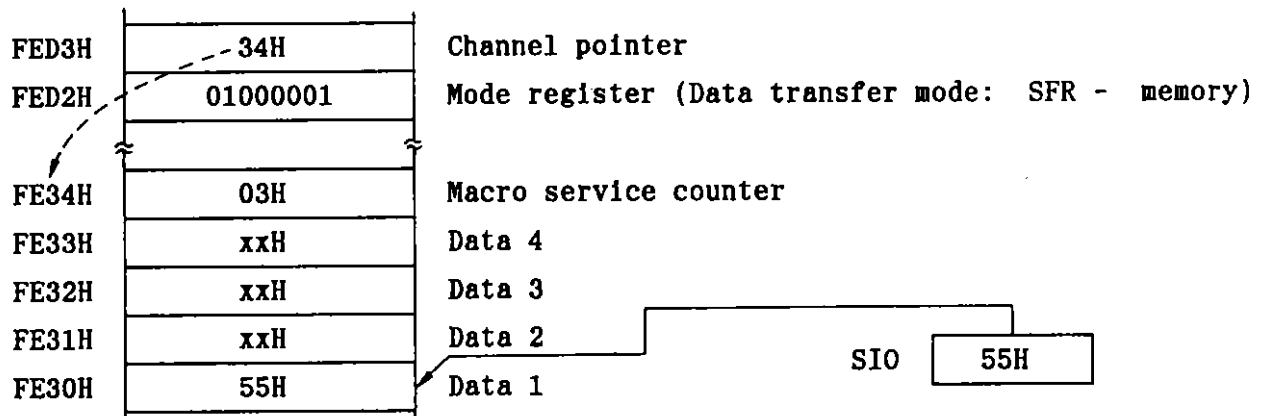 FED3H 34H Channel pointer
FED2H 01000001 Mode register (Data transfer mode: SFR - memory)
FE34H 03H Macro service counter
FE33H xxH Data 4
FE32H xxH Data 3
FE31H xxH Data 2
SIO 55H
FE30H 55H Data 1